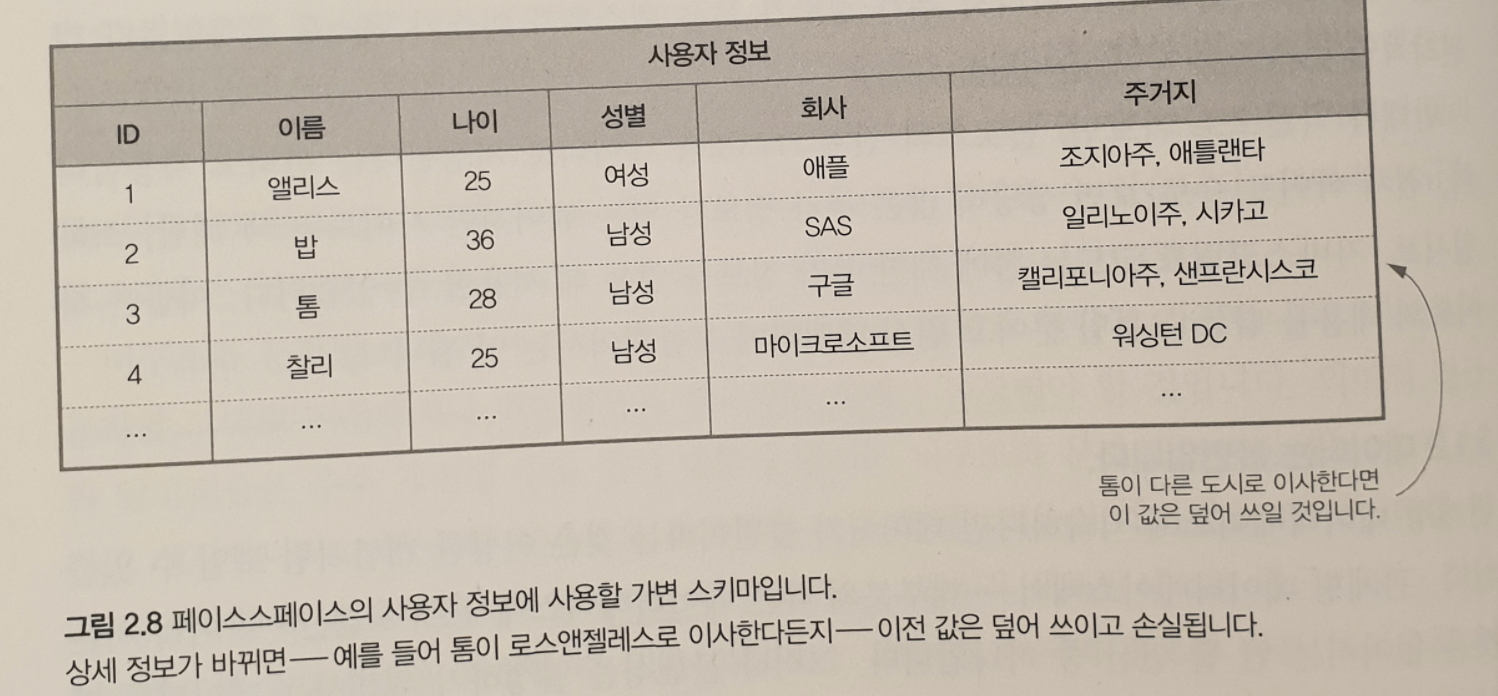 사용자 정보
ID 이름 나이 성별 회사 주거지
1 앨리스 25 여성 애플 조지아주, 애틀랜타
2 밥 36 남성 SAS 일리노이주, 시카고
3 톰 28 남성 구글 캘리포니아주, 샌프란시스코
4 찰리 25 남성 마이크로소프트 워싱턴 DC
... ... ... ... ... ...
톰이 다른 도시로 이사한다면
이 값은 덮어 쓰일 것입니다.
그림 2.8 페이스스페이스의 사용자 정보에 사용할 가변 스키마입니다.
상세 정보가 바뀌면 — 예를 들어 톰이 로스앤젤레스로 이사한다든지 — 이전 값은 덮어 쓰이고 손실됩니다.